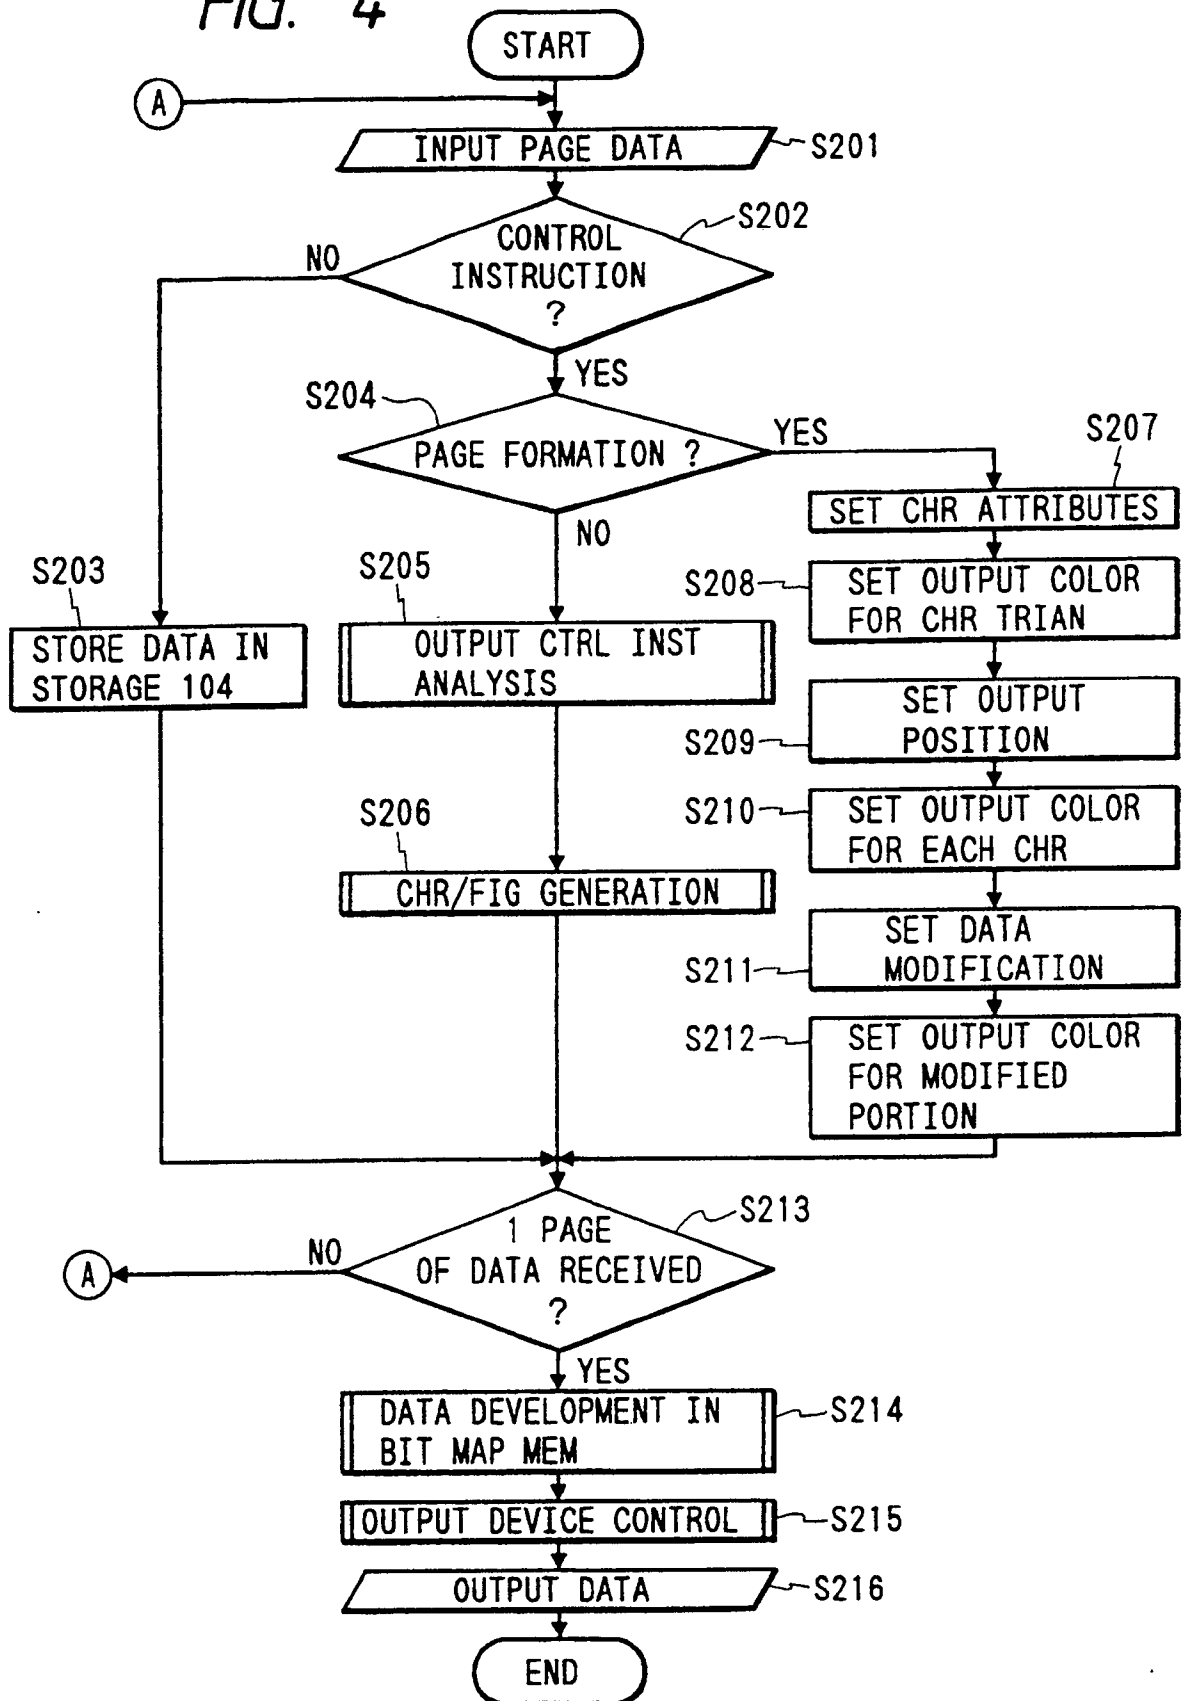 FIG. 4
START
A
INPUT PAGE DATA
S201
S202
CONTROL
INSTRUCTION
?
NO
YES
S204
PAGE FORMATION ?
YES
NO
S207
SET CHR ATTRIBUTES
S203
STORE DATA IN
STORAGE 104
S205
OUTPUT CTRL INST
ANALYSIS
S208
SET OUTPUT COLOR
FOR CHR TRIAN
S209
SET OUTPUT
POSITION
S206
CHR/FIG GENERATION
S210
SET OUTPUT COLOR
FOR EACH CHR
S211
SET DATA
MODIFICATION
S212
SET OUTPUT COLOR
FOR MODIFIED
PORTION
S213
1 PAGE
OF DATA RECEIVED
?
NO
A
YES
DATA DEVELOPMENT IN
BIT MAP MEM
S214
OUTPUT DEVICE CONTROL
S215
OUTPUT DATA
S216
END